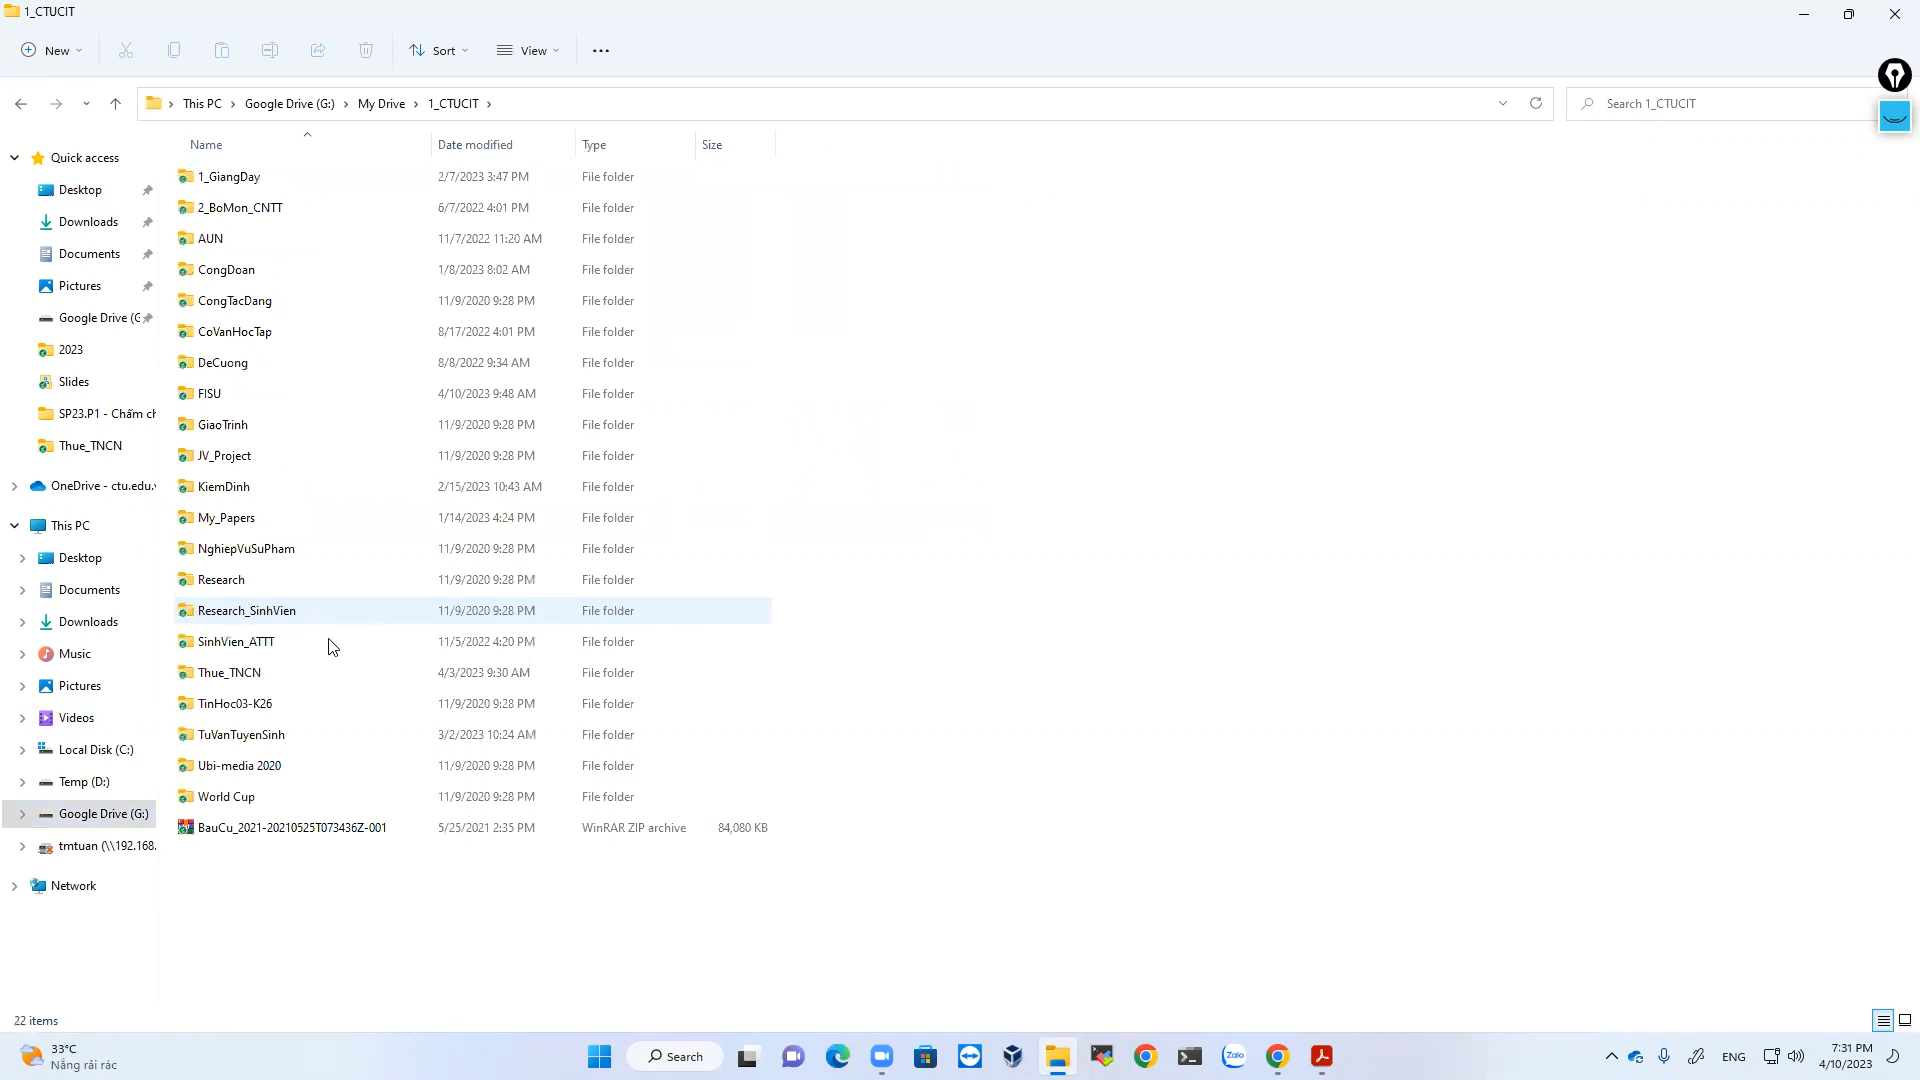 1_CTUCIT
New
Sort
View
This PC > Google Drive (G:) > My Drive > 1_CTUCIT >
Search 1_CTUCIT
Name Date modified Type Size
Quick access
Desktop
Downloads
Documents
Pictures
Google Drive (G
2023
Slides
SP23.P1 - Chấm ch
Thue_TNCN
OneDrive - ctu.edu.v
This PC
Desktop
Documents
Downloads
Music
Pictures
Videos
Local Disk (C:)
Temp (D:)
Google Drive (G:)
tmtuan (\\192.168.
Network
1_GiangDay 2/7/2023 3:47 PM File folder
2_BoMon_CNTT 6/7/2022 4:01 PM File folder
AUN 11/7/2022 11:20 AM File folder
CongDoan 1/8/2023 8:02 AM File folder
CongTacDang 11/9/2020 9:28 PM File folder
CoVanHocTap 8/17/2022 4:01 PM File folder
DeCuong 8/8/2022 9:34 AM File folder
FISU 4/10/2023 9:48 AM File folder
GiaoTrinh 11/9/2020 9:28 PM File folder
JV_Project 11/9/2020 9:28 PM File folder
KiemDinh 2/15/2023 10:43 AM File folder
My_Papers 1/14/2023 4:24 PM File folder
NghiepVuSuPham 11/9/2020 9:28 PM File folder
Research 11/9/2020 9:28 PM File folder
Research_SinhVien 11/9/2020 9:28 PM File folder
SinhVien_ATTT 11/5/2022 4:20 PM File folder
Thue_TNCN 4/3/2023 9:30 AM File folder
TinHoc03-K26 11/9/2020 9:28 PM File folder
TuVanTuyenSinh 3/2/2023 10:24 AM File folder
Ubi-media 2020 11/9/2020 9:28 PM File folder
World Cup 11/9/2020 9:28 PM File folder
BauCu_2021-20210525T073436Z-001 5/25/2021 2:35 PM WinRAR ZIP archive 84,080 KB
22 items
33°C
Nắng rải rác
Search
Zalo
ENG
7:31 PM
4/10/2023